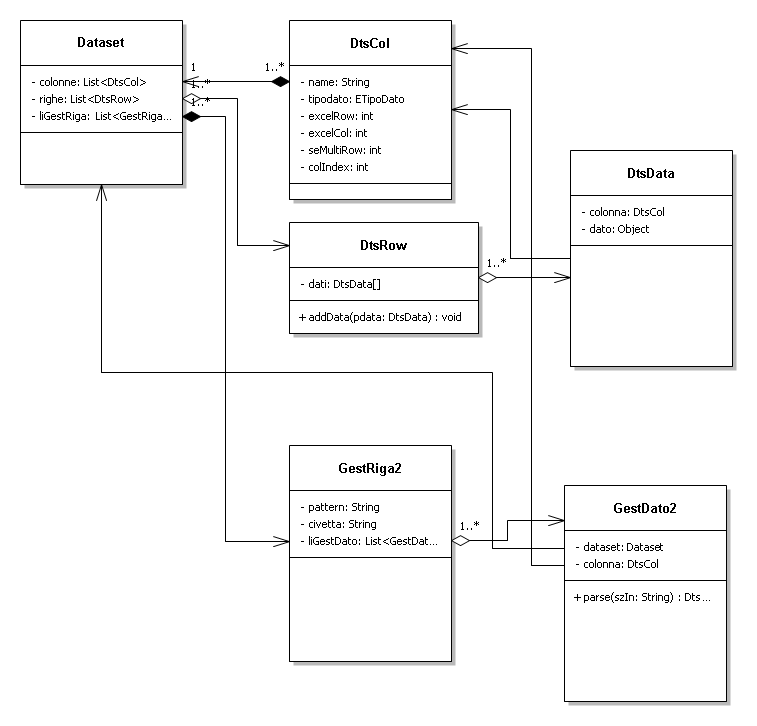 Dataset
- colonne: List<DtsCol>
- righe: List<DtsRow>
- liGestRiga: List<GestRiga...
1
1..*
1..*
1..*
DtsCol
- name: String
- tipodato: ETipoDato
- excelRow: int
- excelCol: int
- seMultiRow: int
- colIndex: int
DtsData
- colonna: DtsCol
- dato: Object
DtsRow
- dati: DtsData[]
+ addData(pdata: DtsData) : void
1..*
GestRiga2
- pattern: String
- civetta: String
- liGestDato: List<GestDat...
1..*
GestDato2
- dataset: Dataset
- colonna: DtsCol
+ parse(szIn: String) : Dts...